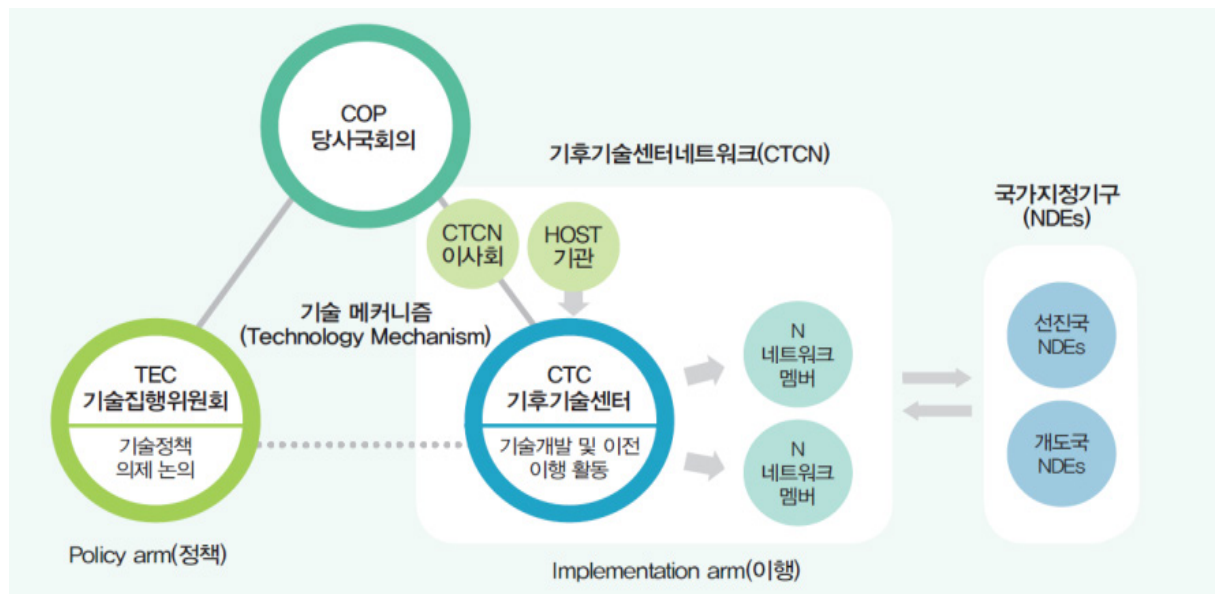 COP
당사국회의
기후기술센터네트워크(CTCN)
국가지정기구
(NDEs)
CTCN
이사회
HOST
기관
기술 메커니즘
(Technology Mechanism)
TEC
기술집행위원회
기술정책
의제 논의
CTC
기후기술센터
기술개발 및 이전
이행 활동
N
네트워크
멤버
N
네트워크
멤버
선진국
NDEs
개도국
NDEs
Policy arm(정책)
Implementation arm(이행)